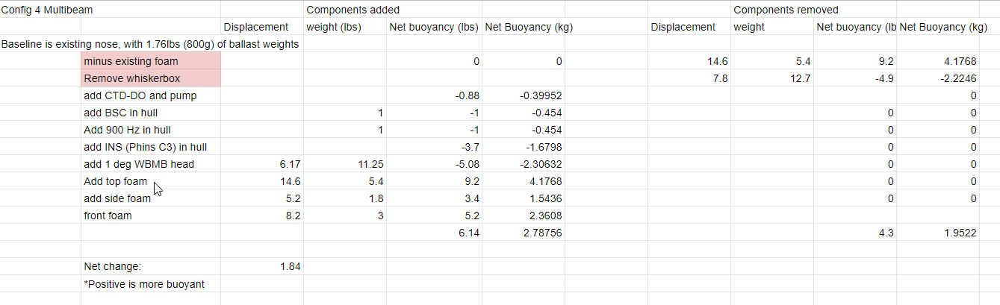 Config 4 Multibeam Components added Components removed
Displacement weight (lbs) Net buoyancy (lbs) Net Buoyancy (kg) Displacement weight Net buoyancy (lb Net Buoyancy (kg)
Baseline is existing nose, with 1.76lbs (800g) of ballast weights
minus existing foam 0 0 14.6 5.4 9.2 4.1768
Remove whiskerbox 7.8 12.7 -4.9 -2.2246
add CTD-DO and pump -0.88 -0.39952 0
add BSC in hull 1 -1 -0.454 0 0
Add 900 Hz in hull 1 -1 -0.454 0 0
add INS (Phins C3) in hull -3.7 -1.6798 0 0
add 1 deg WBMB head 6.17 11.25 -5.08 -2.30632 0 0
Add top foam 14.6 5.4 9.2 4.1768 0 0
add side foam 5.2 1.8 3.4 1.5436 0 0
front foam 8.2 3 5.2 2.3608
6.14 2.78756 4.3 1.9522
Net change: 1.84
*Positive is more buoyant